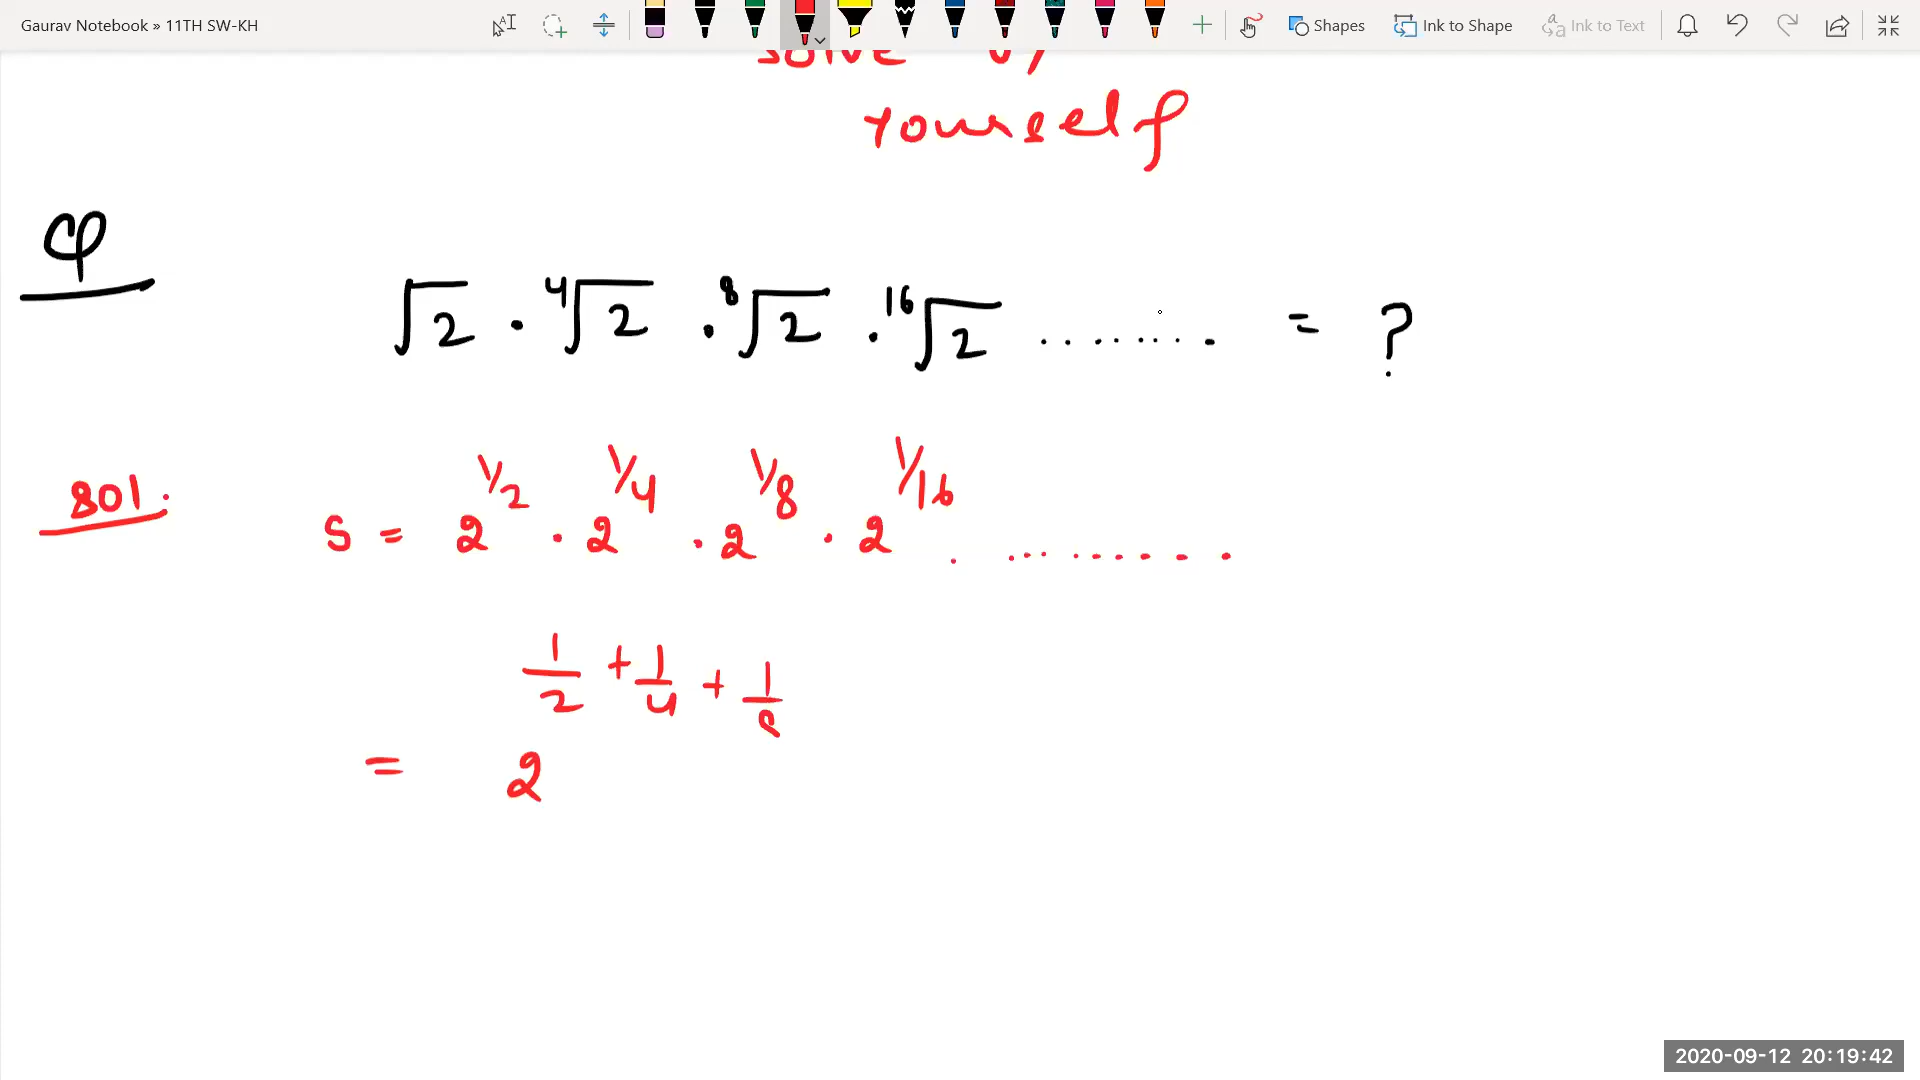 Gaurav Notebook » 11TH SW-KH
Shapes
Ink to Shape
Ink to Text
solve
yourself
Q
√2 · ⁴√2 · ⁸√2 · ¹⁶√2 ........ = ?
Sol.
S = 2^1/2 · 2^1/4 · 2^1/8 · 2^1/16 . .........
= 2^(1/2 + 1/4 + 1/8
2020-09-12 20:19:42